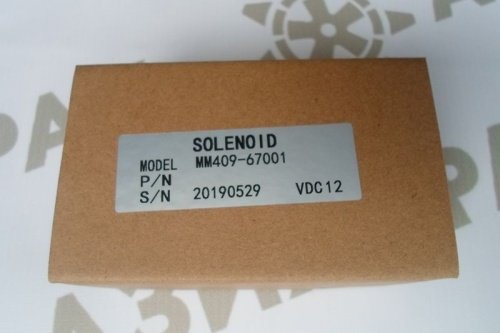 SOLENOID
MODEL MM409-67001
P/N
S/N 20190529 VDC12